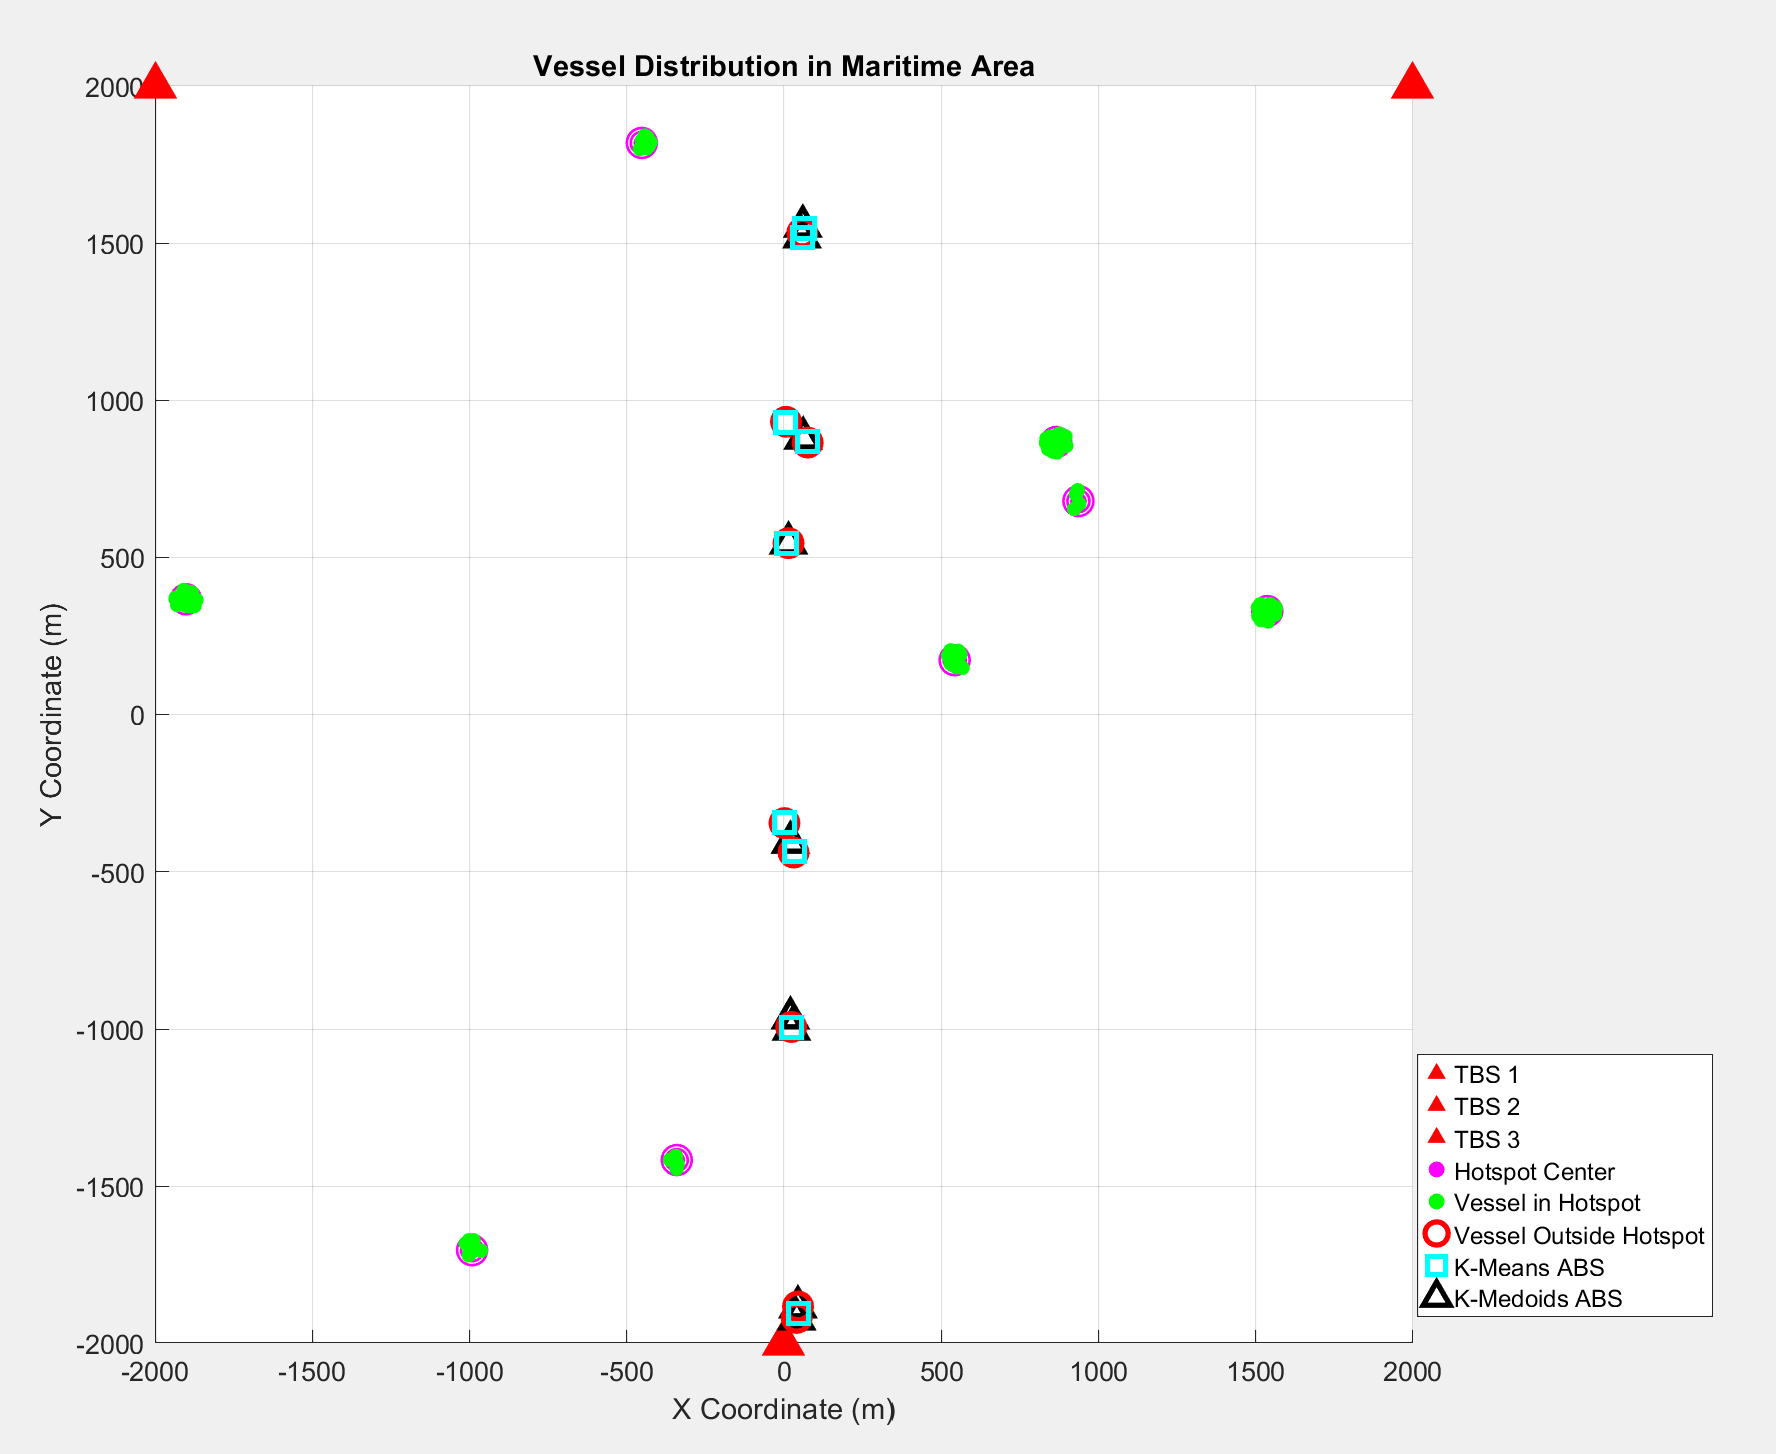 Vessel Distribution in Maritime Area
2000
1500
1000
500
0
-500
-1000
-1500
-2000
Y Coordinate (m)
-2000 -1500 -1000 -500 0 500 1000 1500 2000
X Coordinate (m)
TBS 1
TBS 2
TBS 3
Hotspot Center
Vessel in Hotspot
Vessel Outside Hotspot
K-Means ABS
K-Medoids ABS